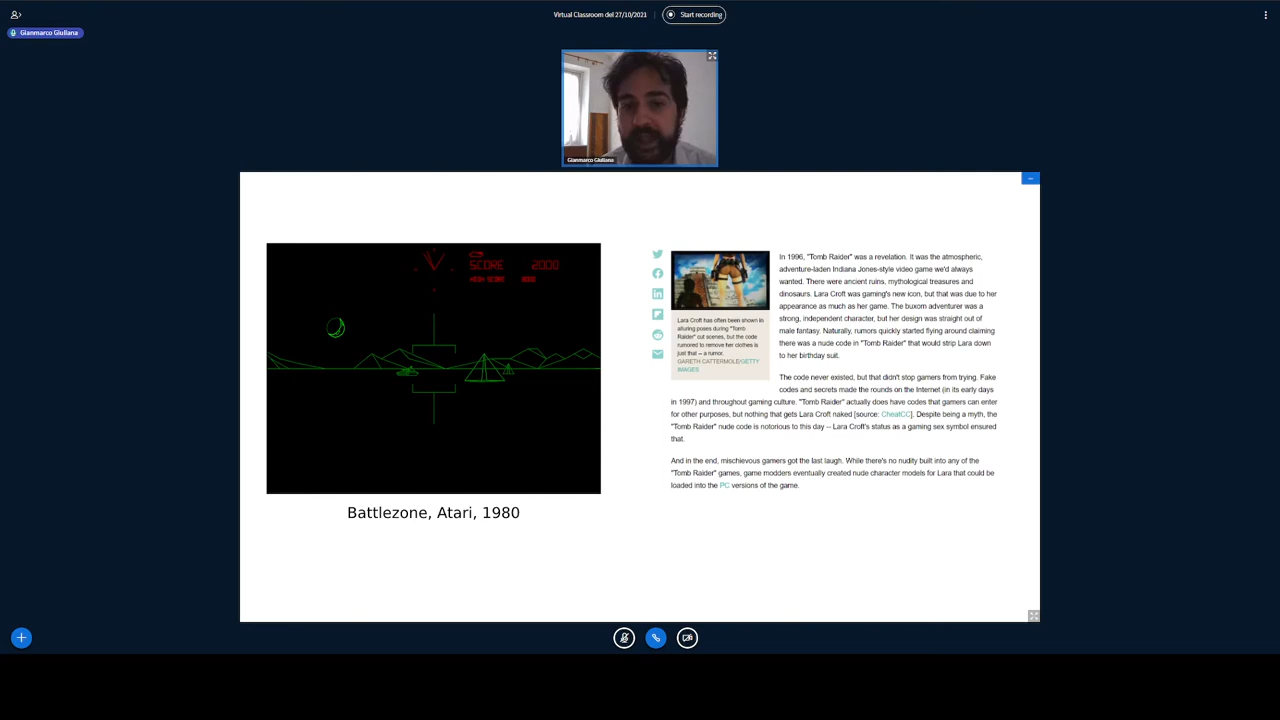 Virtual Classroom del 27/10/2021
Start recording
Gianmarco Giuliana
Gianmarco Giuliana
SCORE 2000
HIGH SCORE
Battlezone, Atari, 1980
Lara Croft has often been shown in
alluring poses during "Tomb
Raider" cut scenes, but the code
rumored to remove her clothes is
just that -- a rumor.
GARETH CATTERMOLE/GETTY
IMAGES
In 1996, "Tomb Raider" was a revelation. It was the atmospheric,
adventure-laden Indiana Jones-style video game we'd always
wanted. There were ancient ruins, mythological treasures and
dinosaurs. Lara Croft was gaming's new icon, but that was due to her
appearance as much as her game. The buxom adventurer was a
strong, independent character, but her design was straight out of
male fantasy. Naturally, rumors quickly started flying around claiming
there was a nude code in "Tomb Raider" that would strip Lara down
to her birthday suit.
The code never existed, but that didn't stop gamers from trying. Fake
codes and secrets made the rounds on the Internet (in its early days
in 1997) and throughout gaming culture. "Tomb Raider" actually does have codes that gamers can enter
for other purposes, but nothing that gets Lara Croft naked [source: CheatCC]. Despite being a myth, the
"Tomb Raider" nude code is notorious to this day -- Lara Croft's status as a gaming sex symbol ensured
that.
And in the end, mischievous gamers got the last laugh. While there's no nudity built into any of the
"Tomb Raider" games, game modders eventually created nude character models for Lara that could be
loaded into the PC versions of the game.